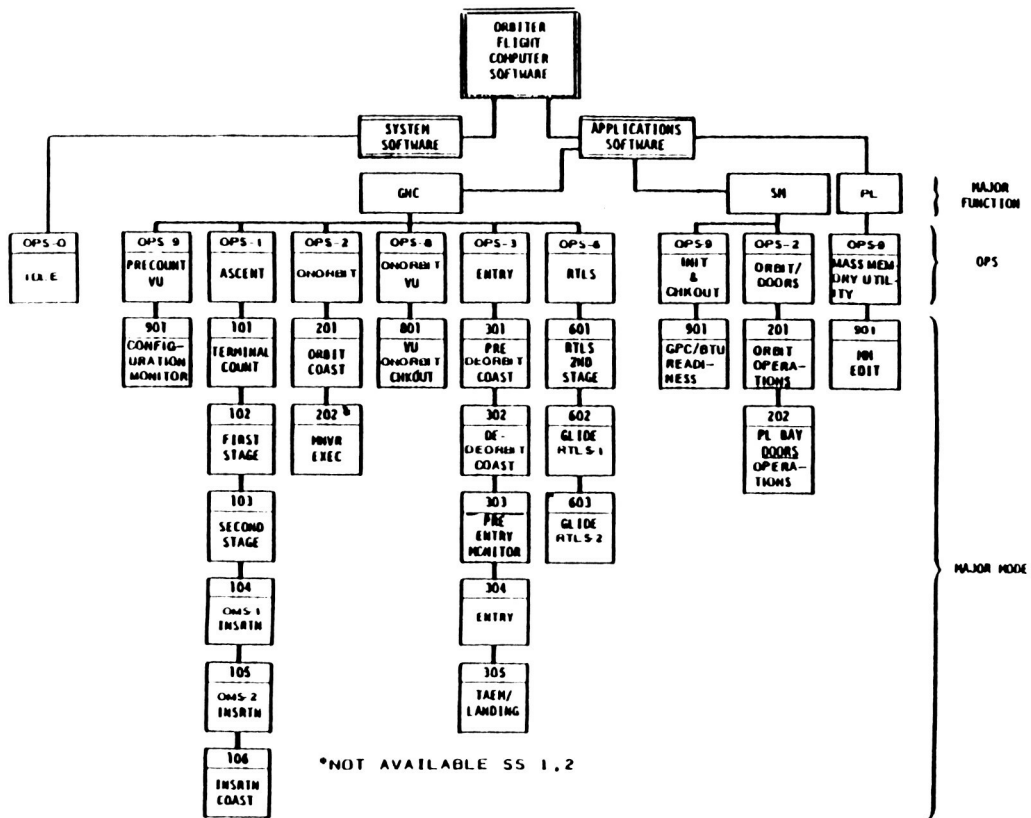 ORBITER
FLIGHT
COMPUTER
SOFTWARE
SYSTEM
SOFTWARE
APPLICATIONS
SOFTWARE
GNC
SM
PL
MAJOR
FUNCTION
OPS-0
IDLE
OPS-9
PRECOUNT
VU
OPS-1
ASCENT
OPS-2
ONORBIT
OPS-8
ONORBIT
VU
OPS-3
ENTRY
OPS-6
RTLS
OPS-9
INIT
&
CHKOUT
OPS-2
ORBIT/
DOORS
OPS-9
MASS MEM-
ORY UTIL-
ITY
OPS
901
CONFIG-
URATION
MONITOR
101
TERMINAL
COUNT
201
ORBIT
COAST
801
VU
ONORBIT
CHKOUT
301
PRE
DEORBIT
COAST
601
RTLS
2ND
STAGE
901
GPC/BTU
READI-
NESS
201
ORBIT
OPERATIONS
901
MM
EDIT
102
FIRST
STAGE
202*
MNVR
EXEC
302
DE-
DEORBIT
COAST
602
GLIDE
RTLS-1
202
PL BAY
DOORS
OPERA-
TIONS
103
SECOND
STAGE
303
PRE
ENTRY
MONITOR
603
GLIDE
RTLS-2
MAJOR MODE
104
OMS-1
INSRTN
304
ENTRY
105
OMS-2
INSRTN
305
TAEM/
LANDING
106
INSRTN
COAST
*NOT AVAILABLE SS 1,2